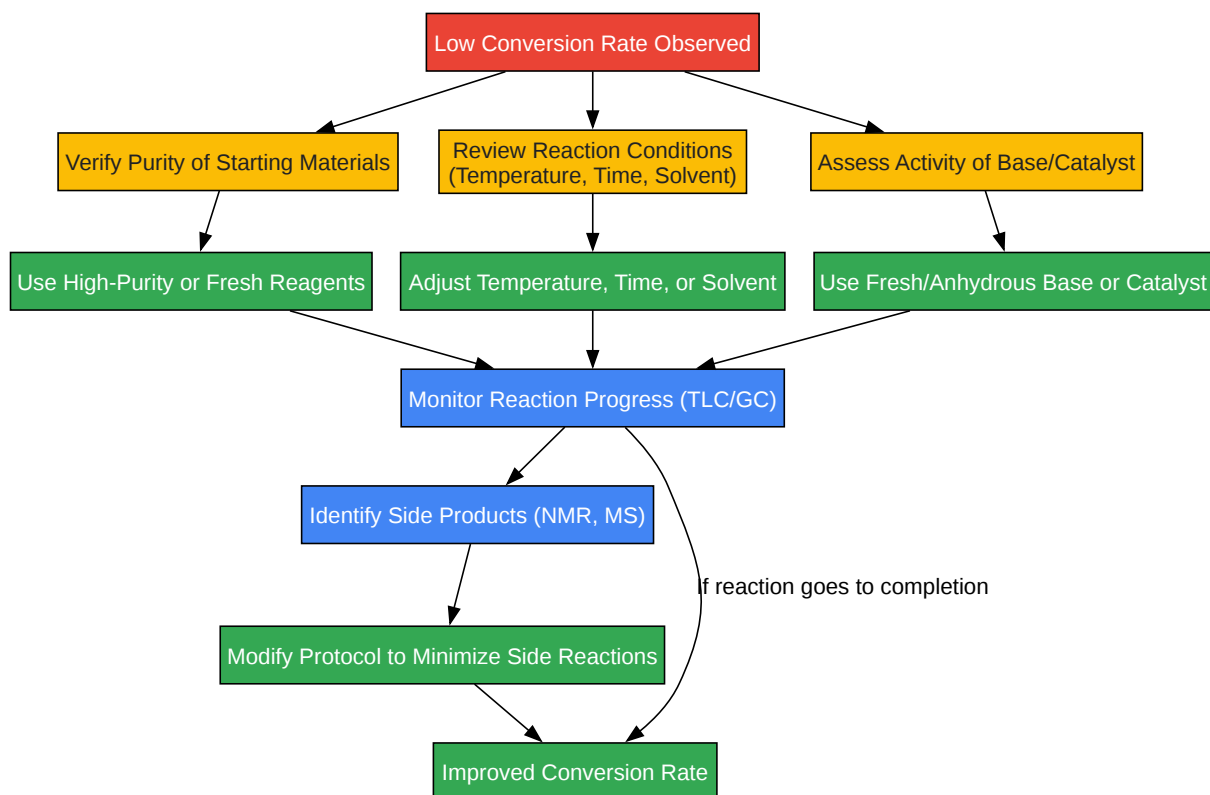 Low Conversion Rate Observed
Verify Purity of Starting Materials
Review Reaction Conditions
(Temperature, Time, Solvent)
Assess Activity of Base/Catalyst
Use High-Purity or Fresh Reagents
Adjust Temperature, Time, or Solvent
Use Fresh/Anhydrous Base or Catalyst
Monitor Reaction Progress (TLC/GC)
Identify Side Products (NMR, MS)
If reaction goes to completion
Modify Protocol to Minimize Side Reactions
Improved Conversion Rate